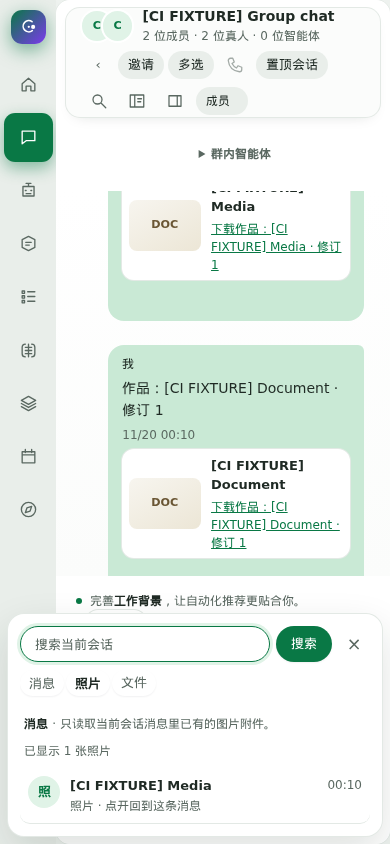 C C
[CI FIXTURE] Group chat
2 位成员 · 2 位真人 · 0 位智能体
‹ 邀请 多选 置顶会话
成员
▶ 群内智能体
[CI FIXTURE]
Media
DOC
下载作品：[CI
FIXTURE] Media · 修订
1
我
作品：[CI FIXTURE] Document ·
修订 1
11/20 00:10
[CI FIXTURE]
Document
DOC
下载作品：[CI
FIXTURE] Document ·
修订 1
完善工作背景，让自动化推荐更贴合你。
搜索当前会话 搜索 ×
消息 照片 文件
消息 · 只读取当前会话消息里已有的图片附件。
已显示 1 张照片
照
[CI FIXTURE] Media 00:10
照片 · 点开回到这条消息